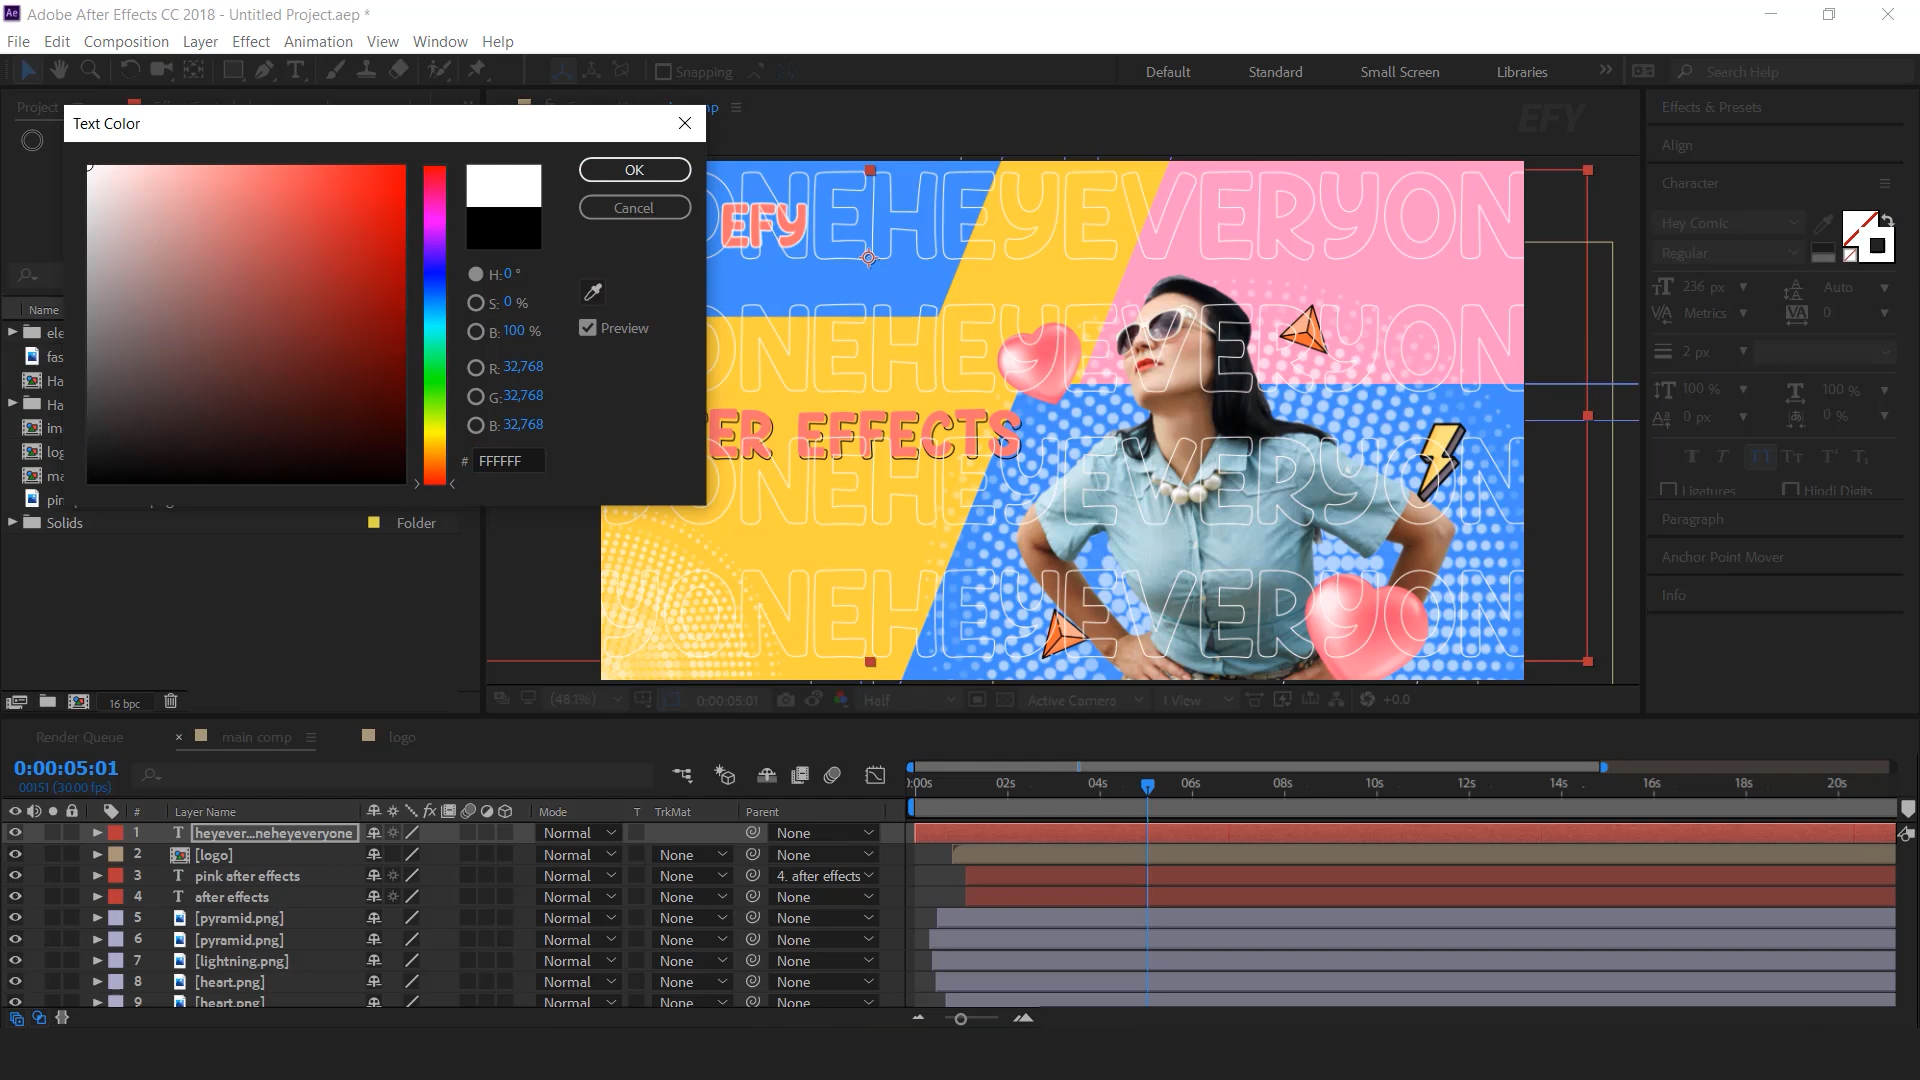 Ae Adobe After Effects CC 2018 - Untitled Project.aep *
File Edit Composition Layer Effect Animation View Window Help
T Snapping Default Standard Small Screen Libraries Search Help
Project
Text Color
OK
Cancel
H: 0 °
S: 0 %
B: 100 %
R: 32,768
G: 32,768
B: 32,768
# FFFFFF
Preview
Name
ele
fas
Ha
Ha
im
log
ma
pin
Solids Folder
16 bpc
EFY
EFY
ONEHEYEVERYON
ONEHEYEVERYON
TER EFFECTS
YONEHEYEVERYON
YONEHEYEVERYON
(48.1%) 0:00:05:01 Half Active Camera 1 View +0.0
Effects & Presets
Align
Character
Hey Comic
Regular
236 px Auto
Metrics 0
2 px
100 % 100 %
0 px 0 %
Ligatures Hindi Digits
Paragraph
Anchor Point Mover
Info
Render Queue × main comp logo
0:00:05:01
00151 (30.00 fps)
:00s 02s 04s 06s 08s 10s 12s 14s 16s 18s 20s
# Layer Name fx Mode T TrkMat Parent
1 T heyever...neheyeveryone Normal None
2 [logo] Normal None None
3 T pink after effects Normal None 4. after effects
4 T after effects Normal None None
5 [pyramid.png] Normal None None
6 [pyramid.png] Normal None None
7 [lightning.png] Normal None None
8 [heart.png] Normal None None
9 [heart.png] Normal None None